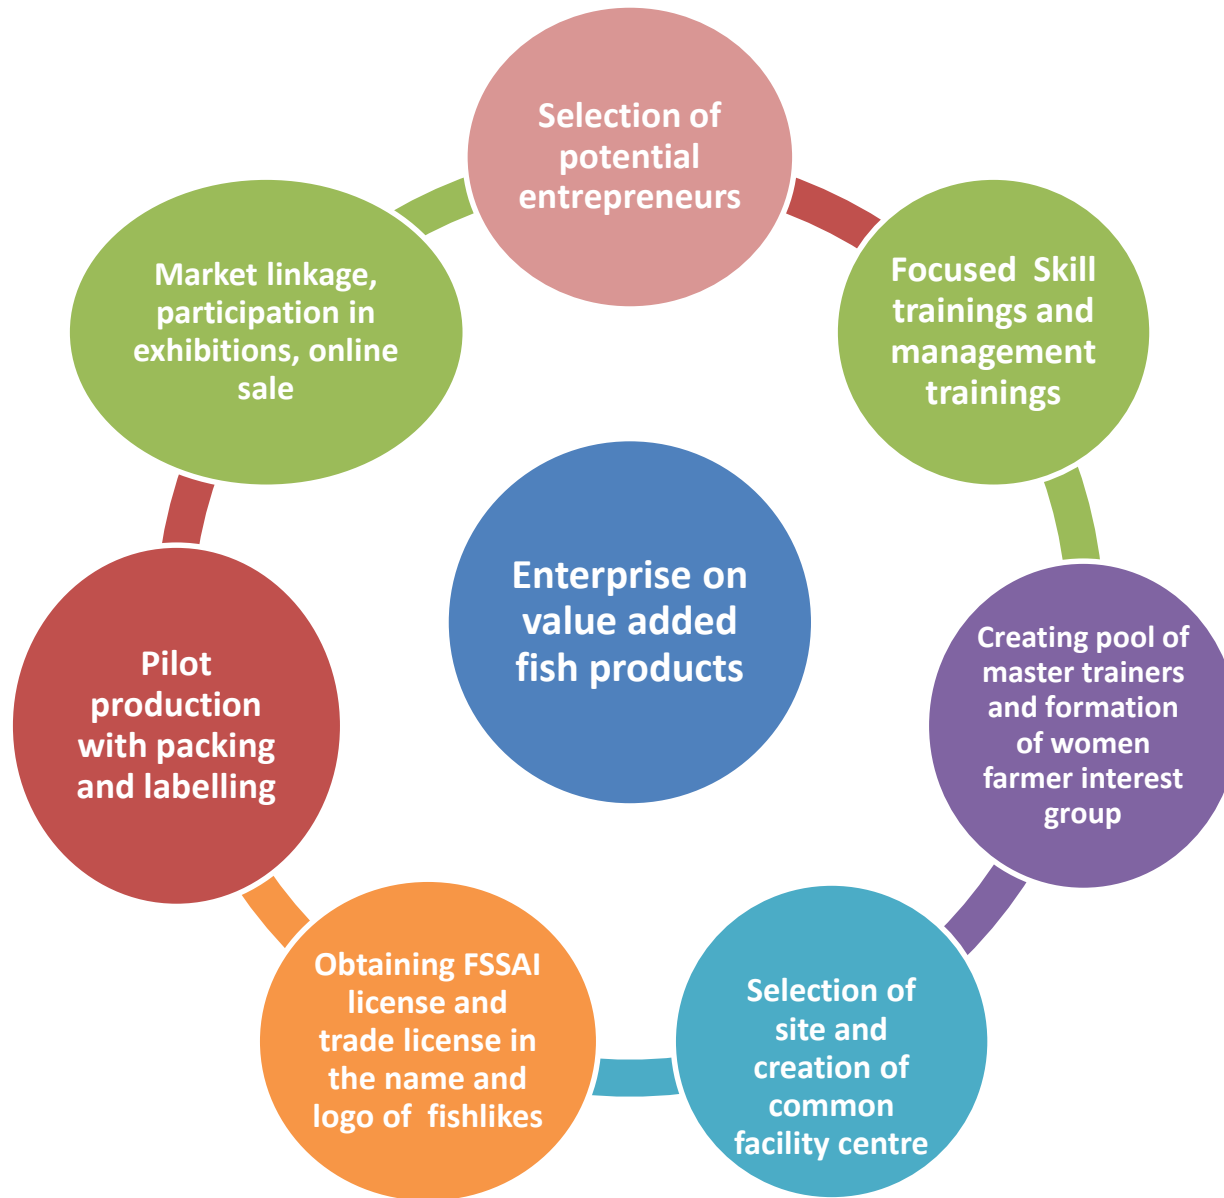 Selection of
potential
entrepreneurs
Focused  Skill
trainings and
management
trainings
Creating pool of
master trainers
and formation
of women
farmer interest
group
Selection of
site and
creation of
common
facility centre
Obtaining FSSAI
license and
trade license in
the name and
logo of  fishlikes
Pilot
production
with packing
and labelling
Market linkage,
participation in
exhibitions, online
sale
Enterprise on
value added
fish products